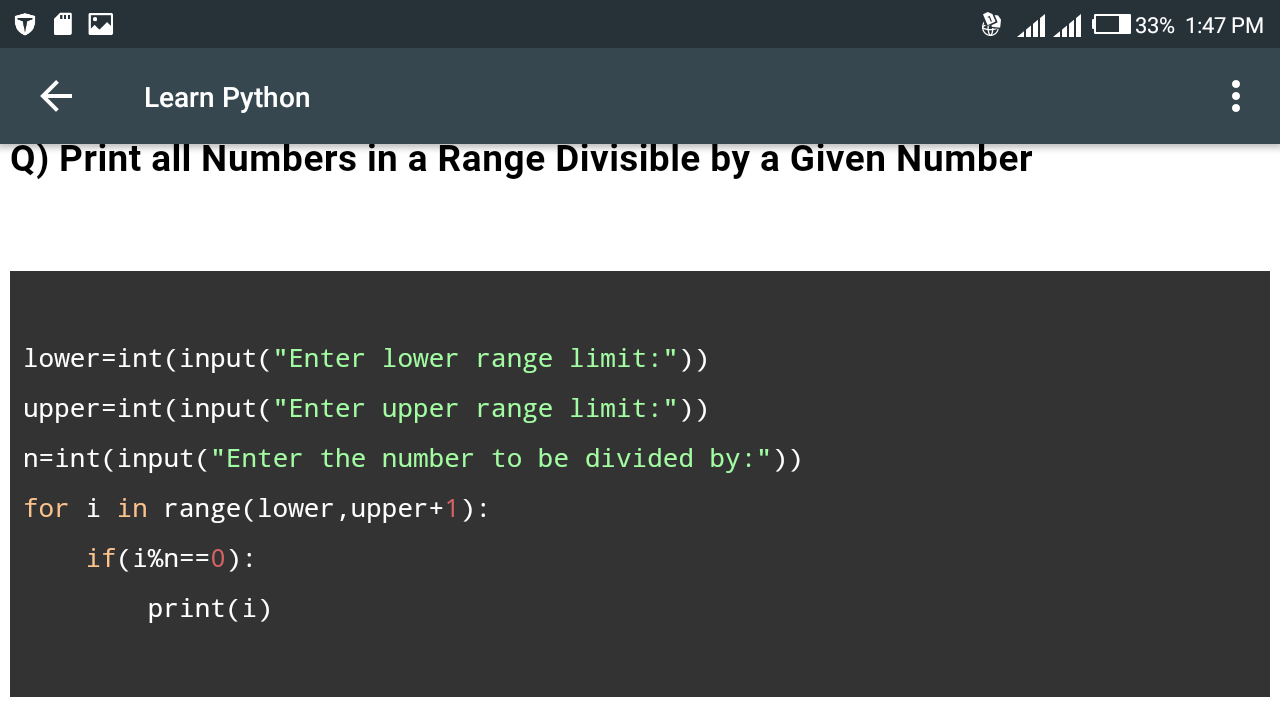 33% 1:47 PM
Learn Python
Q) Print all Numbers in a Range Divisible by a Given Number
lower=int(input("Enter lower range limit:"))
upper=int(input("Enter upper range limit:"))
n=int(input("Enter the number to be divided by:"))
for i in range(lower,upper+1):
    if(i%n==0):
        print(i)